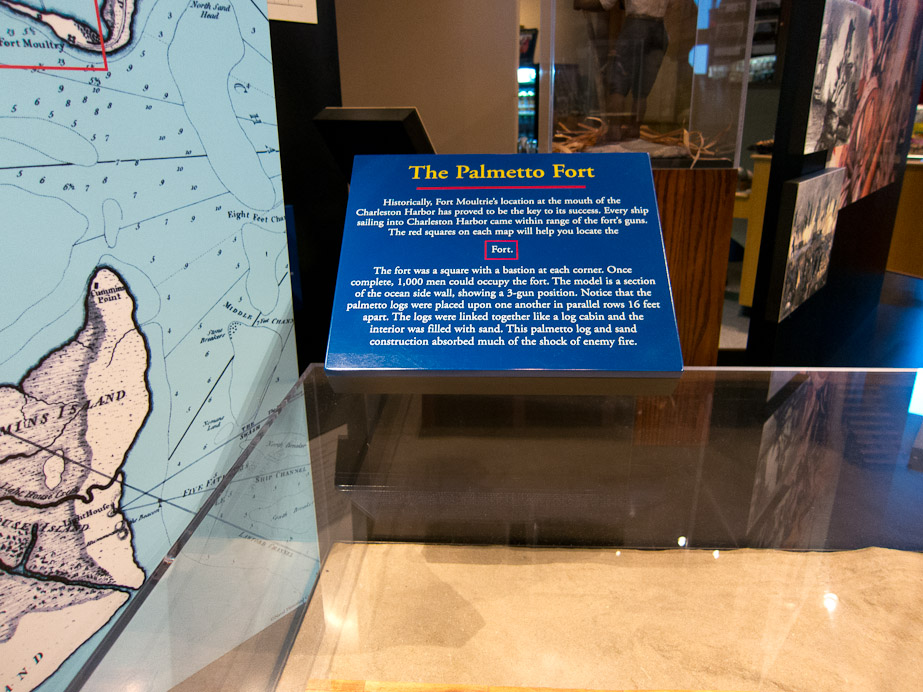 The Palmetto Fort
Historically, Fort Moultrie's location at the mouth of the
Charleston Harbor has proved to be the key to its success. Every ship
sailing into Charleston Harbor came within range of the fort's guns.
The red squares on each map will help you locate the
Fort.
The fort was a square with a bastion at each corner. Once
complete, 1,000 men could occupy the fort. The model is a section
of the ocean side wall, showing a 3-gun position. Notice that the
palmetto logs were placed upon one another in parallel rows 16 feet
apart. The logs were linked together like a log cabin and the
interior was filled with sand. This palmetto log and sand
construction absorbed much of the shock of enemy fire.
North Sand
Head
Fort Moultry
Eight Feet
Cummins
Point
MIDDLE
CHAN
MINS ISLAND
FIVE
SHIP CHANNEL
Light House
ISLAND
AND